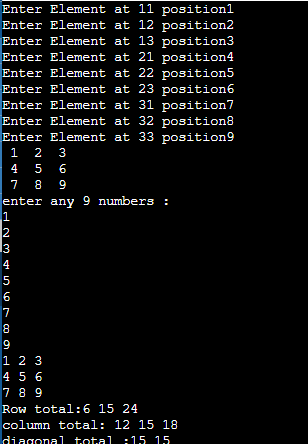 Enter Element at 11 position1
Enter Element at 12 position2
Enter Element at 13 position3
Enter Element at 21 position4
Enter Element at 22 position5
Enter Element at 23 position6
Enter Element at 31 position7
Enter Element at 32 position8
Enter Element at 33 position9
1 2 3
4 5 6
7 8 9
enter any 9 numbers :
1
2
3
4
5
6
7
8
9
1 2 3
4 5 6
7 8 9
Row total:6 15 24
column total: 12 15 18
diagonal total :15 15